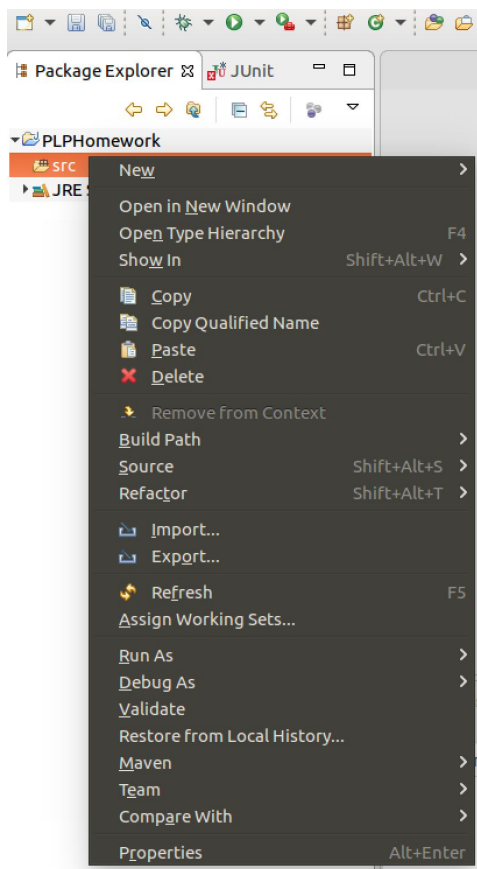 Package Explorer JUnit
PLPHomework
src
JRE
New
Open in New Window
Open Type Hierarchy F4
Show In Shift+Alt+W
Copy Ctrl+C
Copy Qualified Name
Paste Ctrl+V
Delete
Remove from Context
Build Path
Source Shift+Alt+S
Refactor Shift+Alt+T
Import...
Export...
Refresh F5
Assign Working Sets...
Run As
Debug As
Validate
Restore from Local History...
Maven
Team
Compare With
Properties Alt+Enter